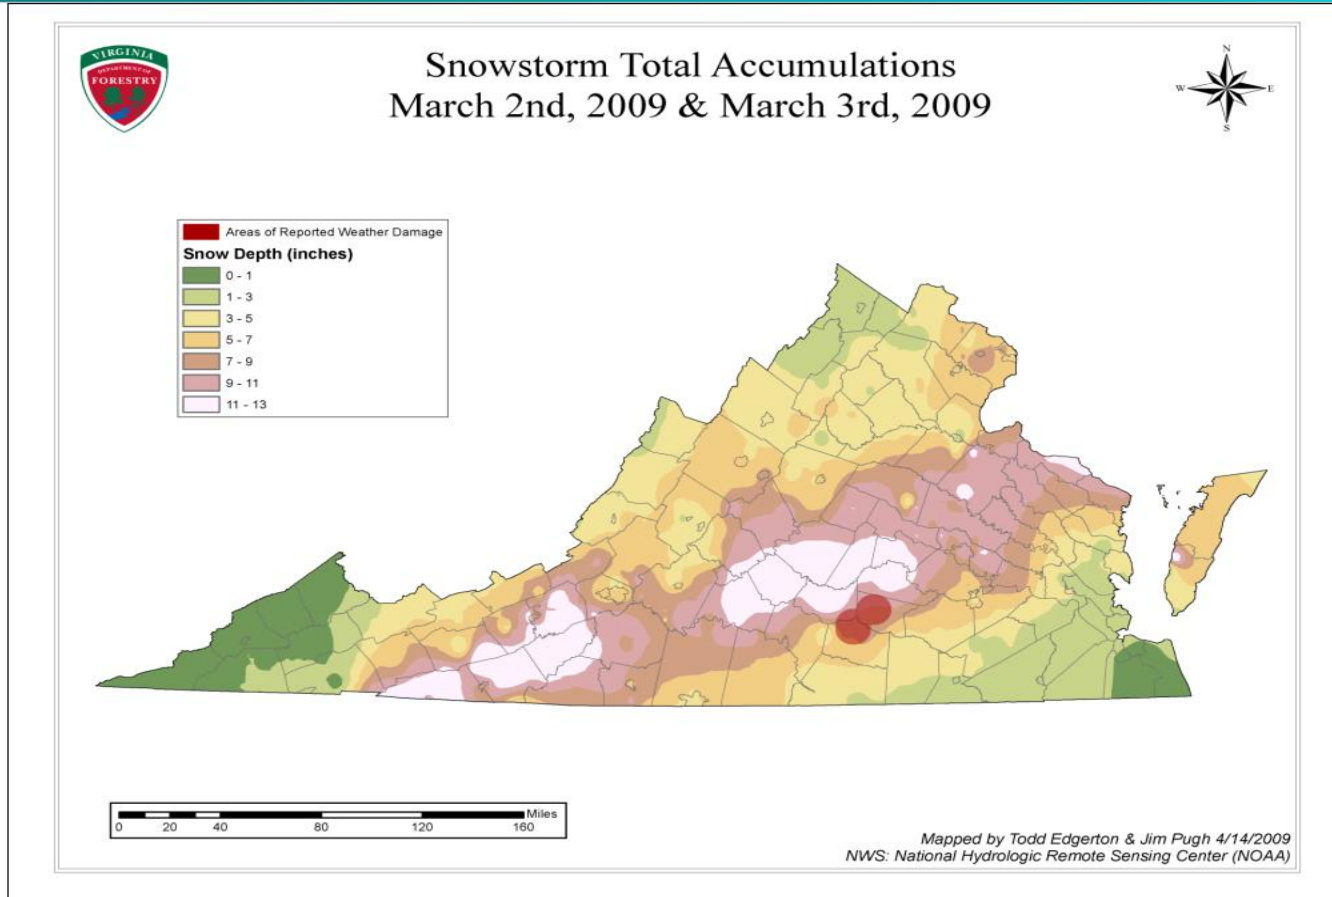 VIRGINIA
DEPARTMENT OF
FORESTRY
Snowstorm Total Accumulations
March 2nd, 2009 & March 3rd, 2009
N
W
E
S
Areas of Reported Weather Damage
Snow Depth (inches)
0 - 1
1 - 3
3 - 5
5 - 7
7 - 9
9 - 11
11 - 13
Miles
0 20 40 80 120 160
Mapped by Todd Edgerton & Jim Pugh 4/14/2009
NWS: National Hydrologic Remote Sensing Center (NOAA)